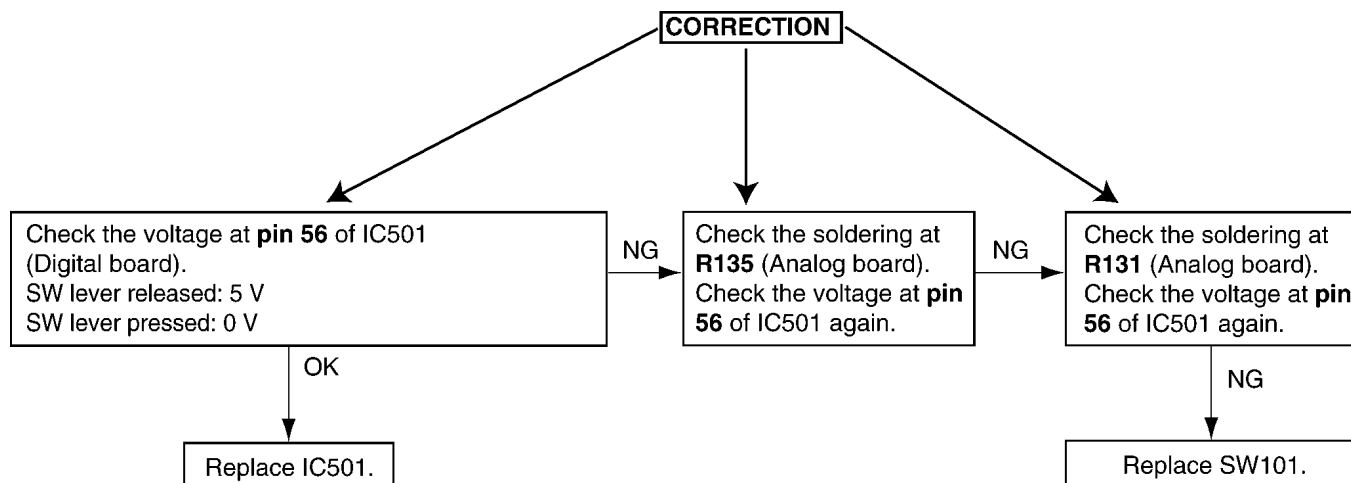 CORRECTION
Check the voltage at pin 56 of IC501
(Digital board).
SW lever released: 5 V
SW lever pressed: 0 V
NG
Check the soldering at
R135 (Analog board).
Check the voltage at pin
56 of IC501 again.
NG
Check the soldering at
R131 (Analog board).
Check the voltage at pin
56 of IC501 again.
OK
NG
Replace IC501.
Replace SW101.